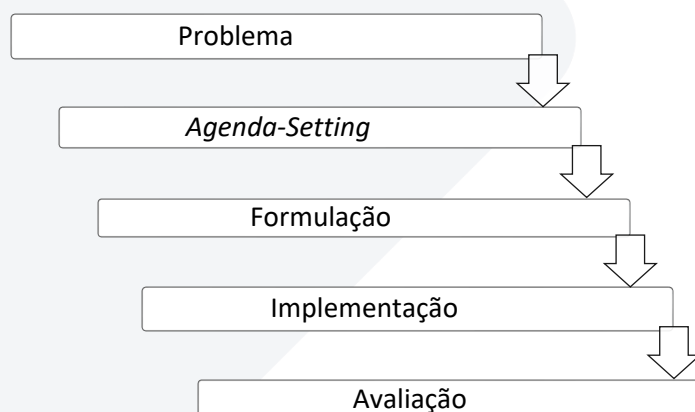 Problema
Agenda-Setting
Formulação
Implementação
Avaliação